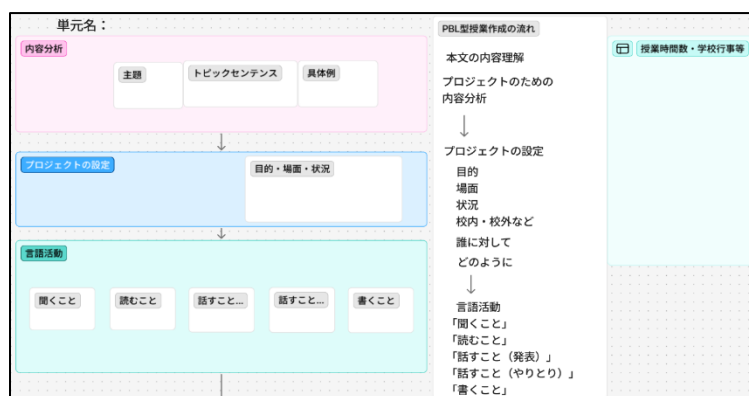 単元名：
内容分析
主題
トピックセンテンス
具体例
プロジェクトの設定
目的・場面・状況
言語活動
聞くこと
読むこと
話すこと...
話すこと...
書くこと
PBL型授業作成の流れ
本文の内容理解
プロジェクトのための
内容分析
プロジェクトの設定
目的
場面
状況
校内・校外など
誰に対して
どのように
言語活動
「聞くこと」
「読むこと」
「話すこと（発表）」
「話すこと（やりとり）」
「書くこと」
授業時間数・学校行事等